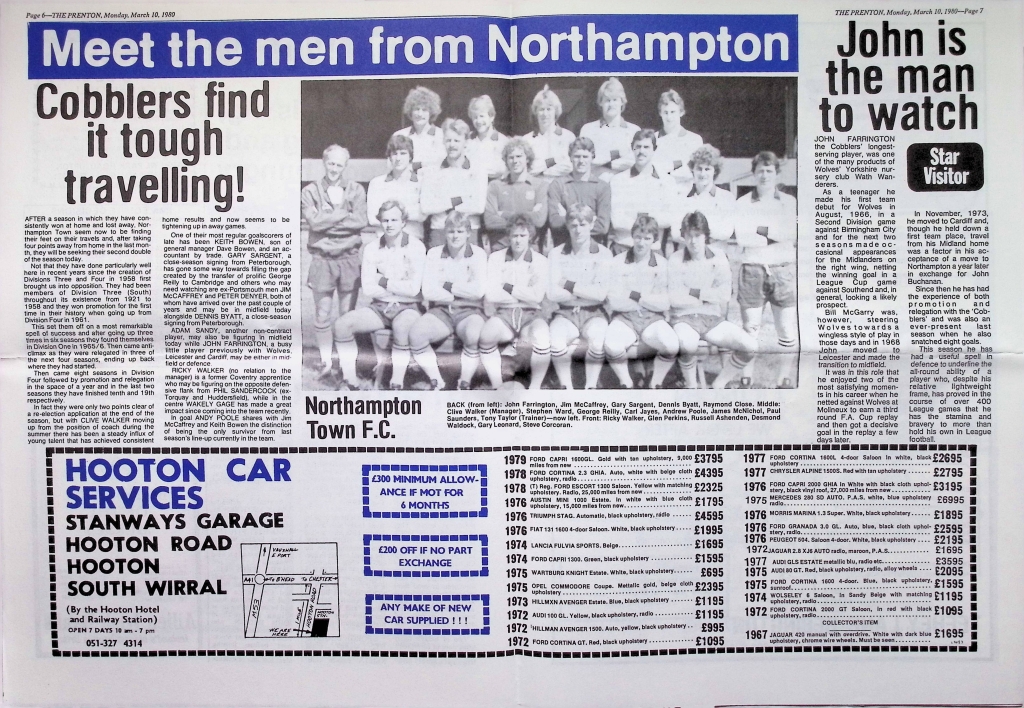 Page 6—THE PRENTON, Monday, March 10, 1980
THE PRENTON, Monday, March 10, 1980—Page 7
Meet the men from Northampton
Cobblers find
it tough
travelling!
AFTER a season in which they have con-
sistently won at home and lost away, Nor-
thampton Town seem now to be finding
their feet on their travels and, after taking
four points away from home in the last mon-
th, they will be seeking their second double
of the season today.
Not that they have done particularly well
here in recent years since the creation of
Divisions Three and Four in 1958 first
brought us into opposition. They had been
members of Division Three (South)
throughout its existence from 1921 to
1958 and they won promotion for the first
time in their history when going up from
Division Four in 1961.
This set them off on a most remarkable
spell of success and after going up three
times in six seasons they found themselves
in Division One in 1965/6. Then came anti-
climax as they were relegated in three of
the next four seasons, ending up back
where they had started.
Then came eight seasons in Division
Four followed by promotion and relegation
in the space of a year and in the last two
seasons they have finished tenth and 19th
respectively.
In fact they were only two points clear of
a re-election application at the end of the
season, but with CLIVE WALKER moving
up from the position of coach during the
summer there has been a steady influx of
young talent that has achieved consistent
home results and now seems to be
tightening up in away games.
One of their most regular goalscorers of
late has been KEITH BOWEN, son of
general manager Dave Bowen, and an ac-
countant by trade. GARY SARGENT, a
close-season signing from Peterborough,
has gone some way towards filling the gap
created by the transfer of prolific George
Reilly to Cambridge and others who may
need watching are ex-Portsmouth men JIM
McCAFFREY and PETER DENYER, both of
whom have arrived over the past couple of
years and may be in midfield today
alongside DENNIS BYATT, a close-season
signing from Peterborough.
ADAM SANDY, another non-contract
player, may also be figuring in midfield
today while JOHN FARRINGTON, a busy
little player previously with Wolves,
Leicester and Cardiff, may be either in mid-
field or defence
RICKY WALKER (no relation to the
manager) is a former Coventry apprentice
who may be figuring on the opposite defen-
sive flank from PHIL SANDERCOCK (ex-
Torquay and Huddersfield), while in the
centre WAKELY GAGE has made a great
impact since coming into the team recently.
In goal ANDY POOLE shares with Jim
McCaffrey and Keith Bowen the distinction
of being the only survivor from last
season's line-up currently in the team.
Northampton
Town F.C.
BACK (from left): John Farrington, Jim McCaffrey, Gary Sargent, Dennis Byatt, Raymond Close. Middle:
Clive Walker (Manager), Stephen Ward, George Reilly, Carl Jayes, Andrew Poole, James McNichol, Paul
Saunders, Tony Taylor (Trainer)—now left. Front: Ricky Walker, Glen Perkins, Russell Ashenden, Desmond
Waldock, Gary Leonard, Steve Corcoran.
John is
the man
to watch
Star
Visitor
JOHN FARRINGTON
the Cobblers' longest-
serving player, was one
of the many products of
Wolves' Yorkshire nur-
sery club Wath Wan-
derers.
As a teenager he
made his first team
debut for Wolves in
August, 1966, in a
Second Division game
against Birmingham City
and for the next two
seasons made oc-
casional appearances
for the Midlanders on
the right wing, netting
the winning goal in a
League Cup game
against Southend and, in
general, looking a likely
prospect.
Bill McGarry was,
however, steering
Wolves towards a
wingless style of play in
those days and in 1968
John moved to
Leicester and made the
transition to midfield.
It was in this role that
he enjoyed two of the
most satisfying momen-
ts in his career when he
netted against Wolves at
Molineux to earn a third
round F.A. Cup replay
and then got a decisive
goal in the replay a few
days later.
In November, 1973,
he moved to Cardiff and,
though he held down a
first team place, travel
from his Midland home
was a factor in his ac-
ceptance of a move to
Northampton a year later
in exchange for John
Buchanan.
Since then he has had
the experience of both
promotion and
relegation with the 'Cob-
blers' and was also an
ever-present last
season when he also
snatched eight goals.
This season he has
had a useful spell in
defence to underline the
all-round ability of a
player who, despite his
relative lightweight
frame, has proved in the
course of over 400
League games that he
has the stamina and
bravery to more than
hold his own in League
football.
HOOTON CAR
SERVICES
STANWAYS GARAGE
HOOTON ROAD
HOOTON
SOUTH WIRRAL
(By the Hooton Hotel
and Railway Station)
OPEN 7 DAYS 10 am - 7 pm
051-327 4314
VAUXHALL
A41
TO B'HEAD
TO CHESTER
WE ARE
HERE
HOOTON ROAD
£300 MINIMUM ALLOW-
ANCE IF MOT FOR
6 MONTHS
£200 OFF IF NO PART
EXCHANGE
ANY MAKE OF NEW
CAR SUPPLIED ! ! !
1979 FORD CAPRI 1600GL. Gold with tan upholstery, 9,000 miles from new £3795
1978 FORD CORTINA 2.3 GHIA. Auto, white with beige cloth upholstery, radio £4395
1978 (T) Reg. FORD ESCORT 1300 Saloon. Yellow with matching upholstery. Radio, 25,000 miles from new £2325
1976 AUSTIN MINI 1000 Estate. In white with blue cloth upholstery, 15,000 miles from new £1795
1976 TRIUMPH STAG. Automatic, black upholstery, radio £4595
1976 FIAT 131 1600 4-door Saloon. White, black upholstery £1995
1974 LANCIA FULVIA SPORTS. Beige £1695
1974 FORD CAPRI 1300. Green, black upholstery £1595
1975 WARTBURG KNIGHT Estate. White, black upholstery £695
1975 OPEL COMMODORE Coupe. Metallic gold, beige cloth upholstery £2395
1973 HILLMXN AVENGER Estate. Blue, black upholstery £1195
1972 AUDI 100 GL. Yellow, black upholstery, radio £1195
1972 'HILLMAN AVENGER 1500. Auto, yellow, black upholstery £995
1972 FORD CORTINA GT. Red, black upholstery £1095
1977 FORD CORTINA 1600L 4-door Saloon in white, black upholstery £2695
1977 CHRYSLER ALPINE 1500S. Red with tan upholstery £2795
1976 FORD CAPRI 2000 GHIA in White with black cloth upholstery, black vinyl roof, 27,000 miles from new £3195
1975 MERCEDES 280 SD AUTO, P.A.S, white, blue upholstery, radio £6995
1976 MORRIS MARINA 1.3 Super. White, black upholstery £1895
1976 FORD GRANADA 3.0 GL. Auto, blue, black cloth upholstery, radio £2595
1976 PEUGEOT 504. Saloon 4-door. White, black upholstery £2195
1972 JAGUAR 2.8 XJ6 AUTO radio, maroon, P.A.S. £1695
1977 AUDI GLS ESTATE metallic blu, radio etc £3595
1975 AUDI 80 GT. Red, black upholstery, radio, alloy wheels £2095
1975 FORD CORTINA 1600 4-door. Blue, black upholstery, sunroof £1595
1974 WOLSELEY 6 Saloon, in Sandy Beige with matching upholstery, radio £1195
1972 FORD CORTINA 2000 GT Saloon, in red with black upholstery £1095
COLLECTOR'S ITEM
1967 JAGUAR 420 manual with overdrive. White with dark blue upholstery, chrome wire wheels. Must be seen £1695